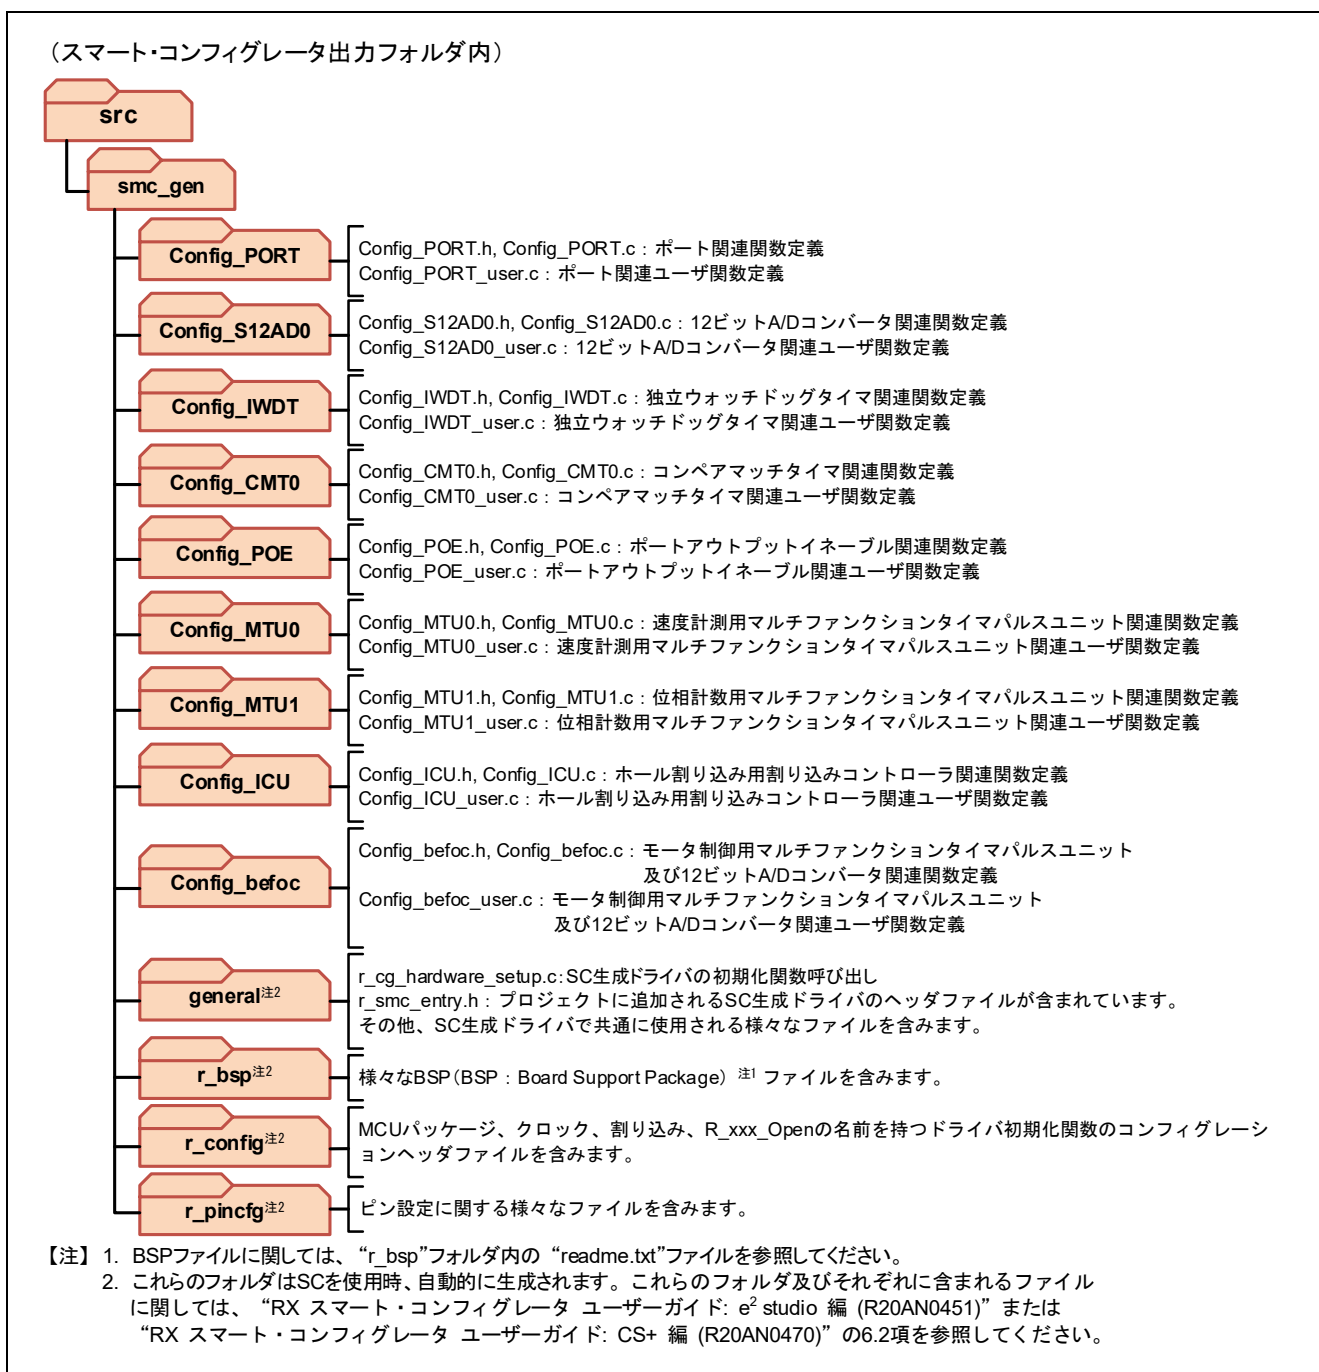 （スマート・コンフィグレータ出力フォルダ内）
src
smc_gen
Config_PORT
Config_PORT.h, Config_PORT.c：ポート関連関数定義
Config_PORT_user.c：ポート関連ユーザ関数定義
Config_S12AD0
Config_S12AD0.h, Config_S12AD0.c：12ビットA/Dコンバータ関連関数定義
Config_S12AD0_user.c：12ビットA/Dコンバータ関連ユーザ関数定義
Config_IWDT
Config_IWDT.h, Config_IWDT.c：独立ウォッチドッグタイマ関連関数定義
Config_IWDT_user.c：独立ウォッチドッグタイマ関連ユーザ関数定義
Config_CMT0
Config_CMT0.h, Config_CMT0.c：コンペアマッチタイマ関連関数定義
Config_CMT0_user.c：コンペアマッチタイマ関連ユーザ関数定義
Config_POE
Config_POE.h, Config_POE.c：ポートアウトプットイネーブル関連関数定義
Config_POE_user.c：ポートアウトプットイネーブル関連ユーザ関数定義
Config_MTU0
Config_MTU0.h, Config_MTU0.c：速度計測用マルチファンクションタイマパルスユニット関連関数定義
Config_MTU0_user.c：速度計測用マルチファンクションタイマパルスユニット関連ユーザ関数定義
Config_MTU1
Config_MTU1.h, Config_MTU1.c：位相計数用マルチファンクションタイマパルスユニット関連関数定義
Config_MTU1_user.c：位相計数用マルチファンクションタイマパルスユニット関連ユーザ関数定義
Config_ICU
Config_ICU.h, Config_ICU.c：ホール割り込み用割り込みコントローラ関連関数定義
Config_ICU_user.c：ホール割り込み用割り込みコントローラ関連ユーザ関数定義
Config_befoc
Config_befoc.h, Config_befoc.c：モータ制御用マルチファンクションタイマパルスユニット
及び12ビットA/Dコンバータ関連関数定義
Config_befoc_user.c：モータ制御用マルチファンクションタイマパルスユニット
及び12ビットA/Dコンバータ関連ユーザ関数定義
general注2
r_cg_hardware_setup.c：SC生成ドライバの初期化関数呼び出し
r_smc_entry.h：プロジェクトに追加されるSC生成ドライバのヘッダファイルが含まれています。
その他、SC生成ドライバで共通に使用される様々なファイルを含みます。
r_bsp注2
様々なBSP（BSP：Board Support Package）注1 ファイルを含みます。
r_config注2
MCUパッケージ、クロック、割り込み、R_xxx_Openの名前を持つドライバ初期化関数のコンフィグレーシ
ョンヘッダファイルを含みます。
r_pincfg注2
ピン設定に関する様々なファイルを含みます。
【注】 1. BSPファイルに関しては、“r_bsp”フォルダ内の “readme.txt”ファイルを参照してください。
2. これらのフォルダはSCを使用時、自動的に生成されます。これらのフォルダ及びそれぞれに含まれるファイル
に関しては、 “RX スマート・コンフィグレータ ユーザーガイド: e2 studio 編 (R20AN0451)” または
“RX スマート・コンフィグレータ ユーザーガイド: CS+ 編 (R20AN0470)” の6.2項を参照してください。